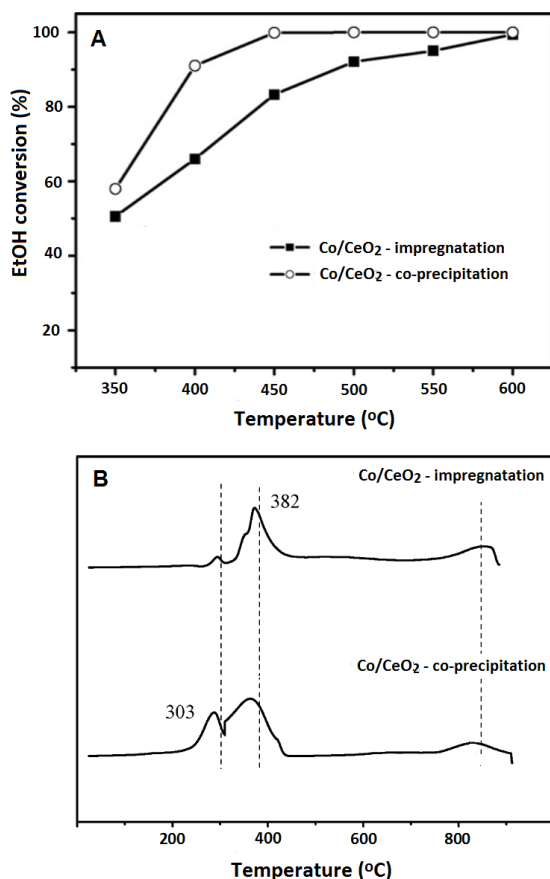 A
100
80
60
40
20
EtOH conversion (%)
Co/CeO₂ - impregnatation
Co/CeO₂ - co-precipitation
350 400 450 500 550 600
Temperature (ºC)
B
Co/CeO₂ - impregnatation
382
Co/CeO₂ - co-precipitation
303
200 400 600 800
Temperature (ºC)